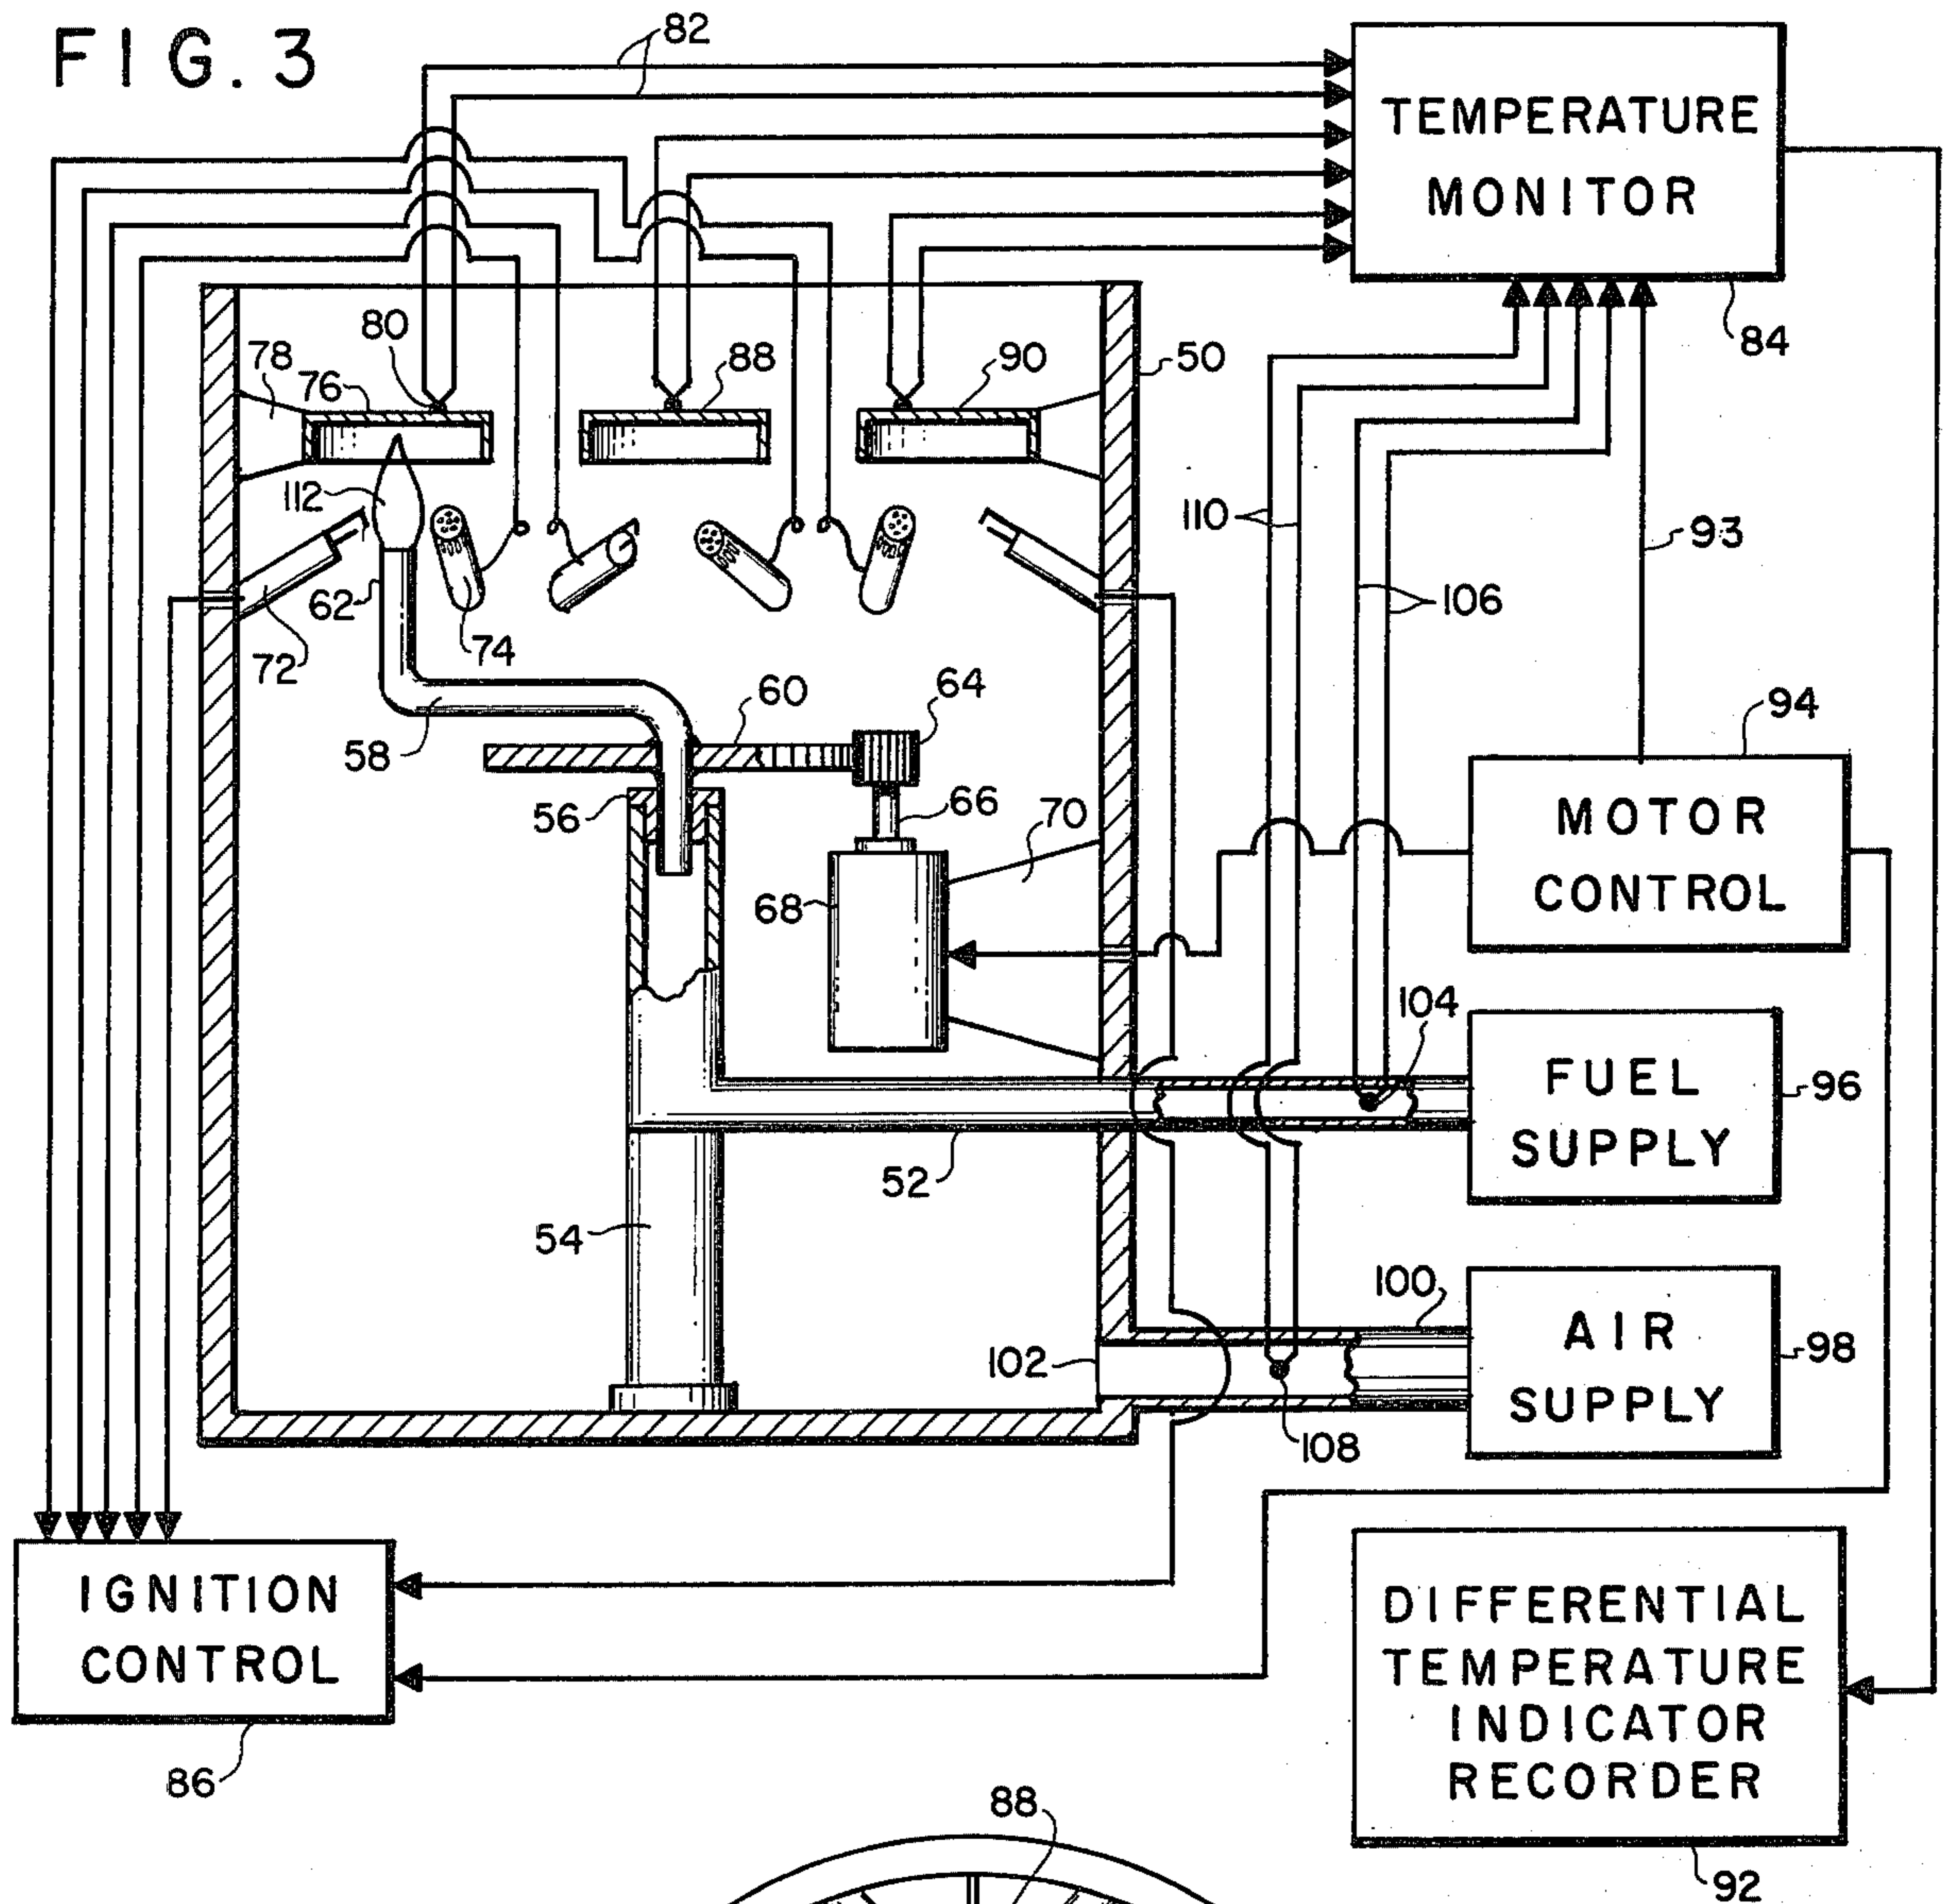 FIG. 3
82
TEMPERATURE
MONITOR
84
80
78
76
88
90
50
112
110
93
106
62
72
74
58
60
64
94
56
66
70
MOTOR
CONTROL
68
104
FUEL
SUPPLY
96
52
54
100
AIR
SUPPLY
98
102
108
IGNITION
CONTROL
86
DIFFERENTIAL
TEMPERATURE
INDICATOR
RECORDER
92
88